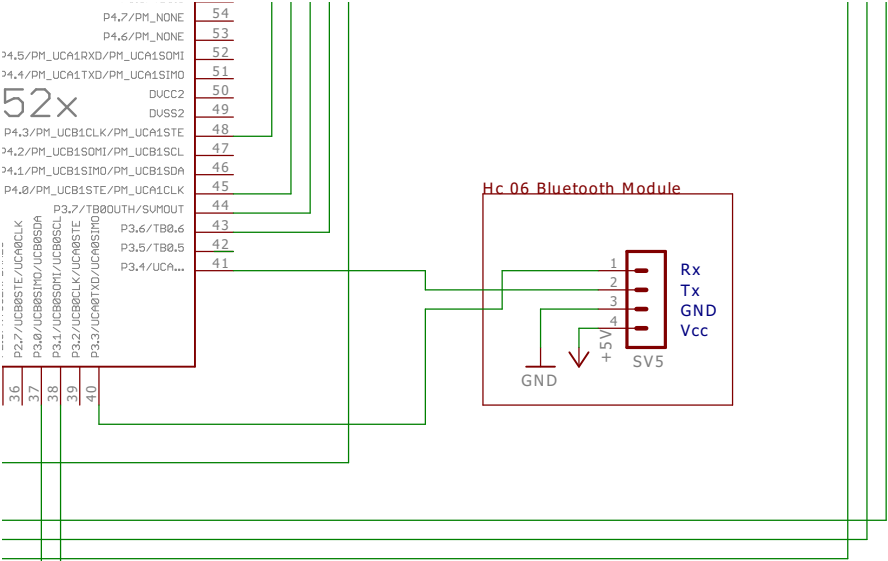 P4.7/PM_NONE 54
P4.6/PM_NONE 53
P4.5/PM_UCA1RXD/PM_UCA1SOMI 52
P4.4/PM_UCA1TXD/PM_UCA1SIMO 51
DVCC2 50
52x
DVSS2 49
P4.3/PM_UCB1CLK/PM_UCA1STE 48
P4.2/PM_UCB1SOMI/PM_UCB1SCL 47
P4.1/PM_UCB1SIMO/PM_UCB1SDA 46
P4.0/PM_UCB1STE/PM_UCA1CLK 45
P3.7/TB0OUTH/SVMOUT 44
P3.6/TB0.6 43
P3.5/TB0.5 42
P3.4/UCA... 41
P2.7/UCB0STE/UCA0CLK
P3.0/UCB0SIMO/UCB0SDA
P3.1/UCB0SOMI/UCB0SCL
P3.2/UCB0CLK/UCA0STE
P3.3/UCA0TXD/UCA0SIMO
36
37
38
39
40
Hc 06 Bluetooth Module
1 Rx
2 Tx
3 GND
4 Vcc
+5V
SV5
GND